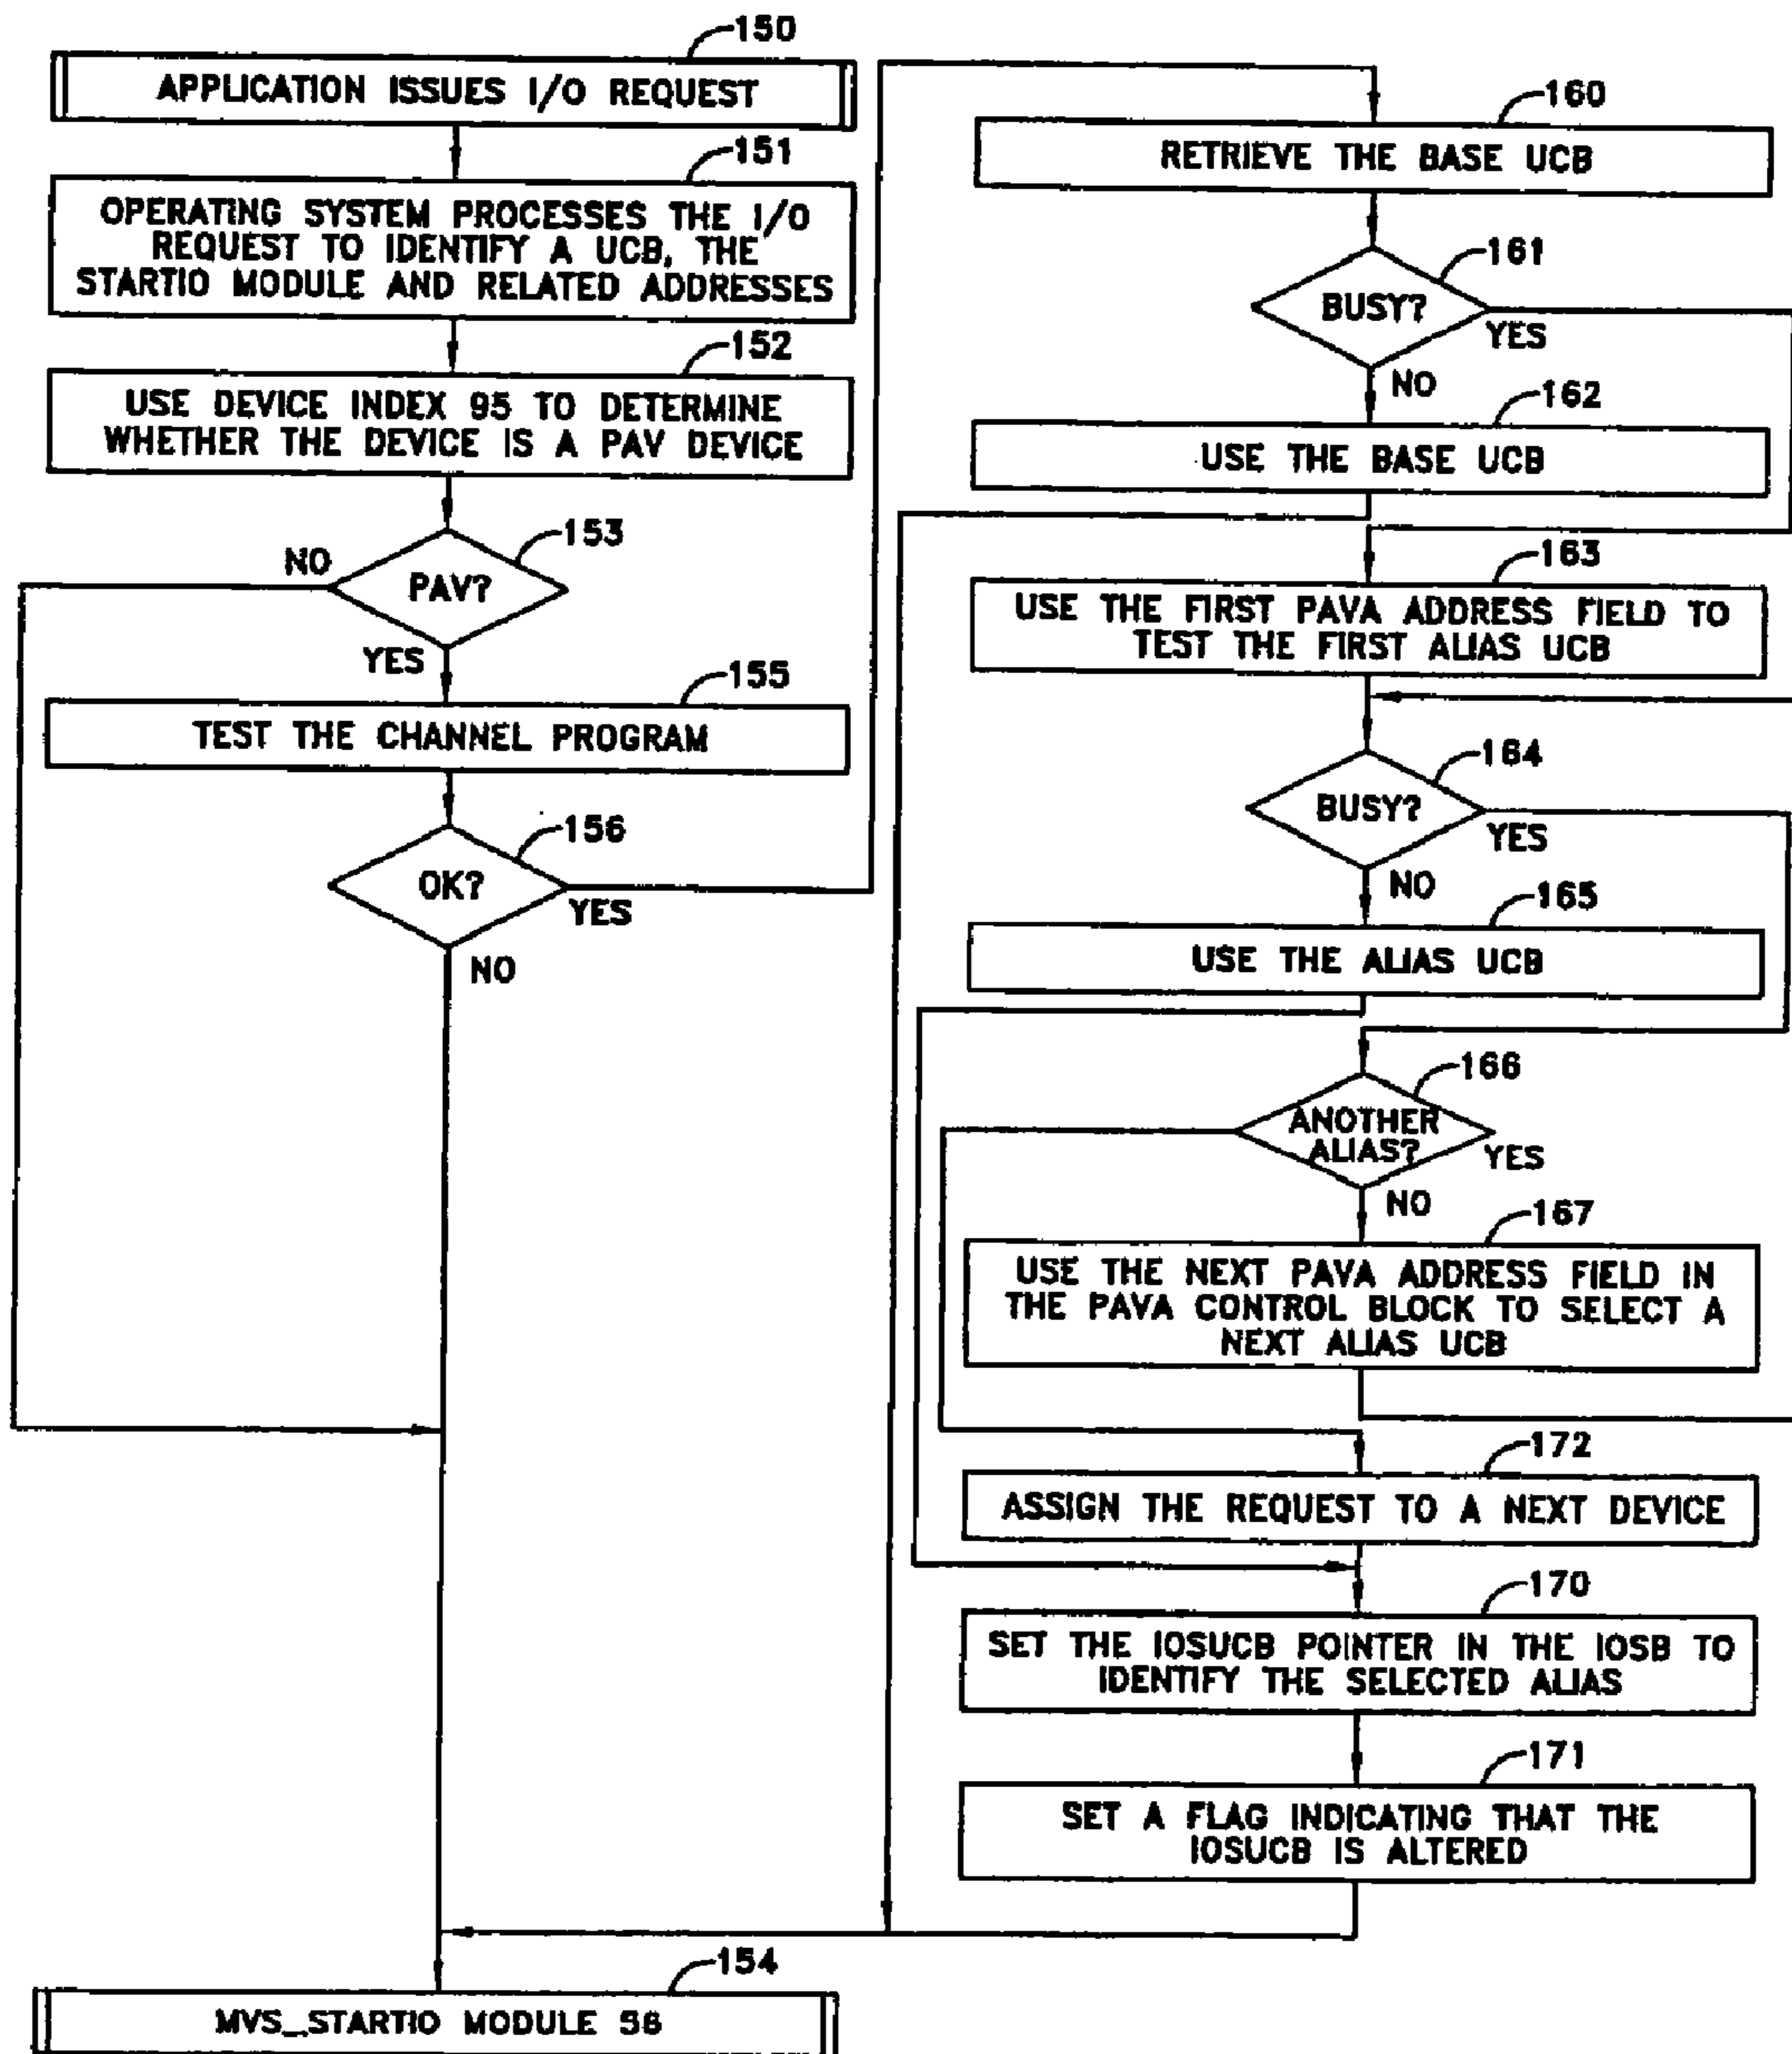 150
APPLICATION ISSUES I/O REQUEST
151
OPERATING SYSTEM PROCESSES THE I/O
REQUEST TO IDENTIFY A UCB, THE
STARTIO MODULE AND RELATED ADDRESSES
152
USE DEVICE INDEX 95 TO DETERMINE
WHETHER THE DEVICE IS A PAV DEVICE
153
NO
PAV?
YES
155
TEST THE CHANNEL PROGRAM
156
OK?
YES
NO
160
RETRIEVE THE BASE UCB
161
BUSY?
YES
NO
162
USE THE BASE UCB
163
USE THE FIRST PAVA ADDRESS FIELD TO
TEST THE FIRST ALIAS UCB
164
BUSY?
YES
NO
165
USE THE ALIAS UCB
166
ANOTHER
ALIAS?
YES
NO
167
USE THE NEXT PAVA ADDRESS FIELD IN
THE PAVA CONTROL BLOCK TO SELECT A
NEXT ALIAS UCB
172
ASSIGN THE REQUEST TO A NEXT DEVICE
170
SET THE IOSUCB POINTER IN THE IOSB TO
IDENTIFY THE SELECTED ALIAS
171
SET A FLAG INDICATING THAT THE
IOSUCB IS ALTERED
154
MVS_STARTIO MODULE 56